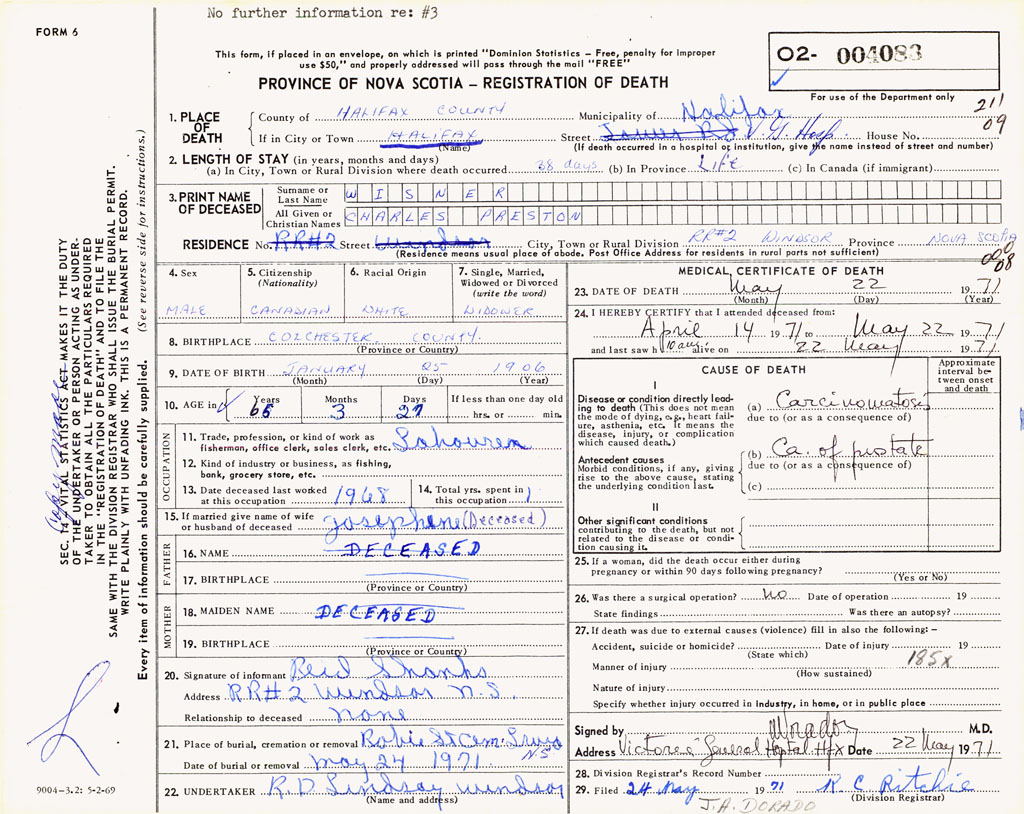 No further information re: #3
FORM 6
This form, if placed in an envelope, on which is printed "Dominion Statistics – Free, penalty for improper
use $50," and properly addressed will pass through the mail "FREE"
PROVINCE OF NOVA SCOTIA – REGISTRATION OF DEATH
02- 004083
For use of the Department only
211
09
1. PLACE OF DEATH
County of HALIFAX COUNTY Municipality of Halifax
If in City or Town HALIFAX Street V. G. Hosp. House No.
(Name) (If death occurred in a hospital or institution, give the name instead of street and number)
2. LENGTH OF STAY (in years, months and days)
(a) In City, Town or Rural Division where death occurred 38 days (b) In Province Life (c) In Canada (if immigrant)
3. PRINT NAME OF DECEASED
Surname or Last Name WISNER
All Given or Christian Names CHARLES PRESTON
RESIDENCE No. RR#2 Street Windsor City, Town or Rural Division RR#2 WINDSOR Province NOVA SCOTIA
(Residence means usual place of abode. Post Office Address for residents in rural parts not sufficient)
008
4. Sex MALE
5. Citizenship (Nationality) CANADIAN
6. Racial Origin WHITE
7. Single, Married, Widowed or Divorced (write the word) WIDOWER
8. BIRTHPLACE COLCHESTER COUNTY
(Province or Country)
9. DATE OF BIRTH JANUARY 25 1906
(Month) (Day) (Year)
10. AGE in Years 65 Months 3 Days 27 If less than one day
hrs. or min.
OCCUPATION
11. Trade, profession, or kind of work as
fisherman, office clerk, sales clerk, etc. Labourer
12. Kind of industry or business, as fishing,
bank, grocery store, etc.
13. Date deceased last worked
at this occupation 1968
14. Total yrs. spent in
this occupation
15. If married give name of wife
or husband of deceased Josephine (Deceased)
FATHER
16. NAME DECEASED
17. BIRTHPLACE
(Province or Country)
MOTHER
18. MAIDEN NAME DECEASED
19. BIRTHPLACE
(Province or Country)
20. Signature of informant Reid Shanks
Address RR#2 Windsor N.S.
Relationship to deceased none
21. Place of burial, cremation or removal Robie St Cem. Truro NS
Date of burial or removal May 24 1971
22. UNDERTAKER R. D. Lindsay Windsor
(Name and address)
MEDICAL CERTIFICATE OF DEATH
23. DATE OF DEATH May 22 1971
(Month) (Day) (Year)
24. I HEREBY CERTIFY that I attended deceased from:
April 14 1971 to May 22 1971
and last saw h alive on 22 May 1971
CAUSE OF DEATH
Approximate interval between onset and death
I
Disease or condition directly leading to death (This does not mean the mode of dying, e.g., heart failure, asthenia, etc. It means the disease, injury, or complication which caused death.)
(a) Carcinomatosis
due to (or as a consequence of)
Antecedent causes
Morbid conditions, if any, giving rise to the above cause, stating the underlying condition last.
(b) Ca. of prostate
due to (or as a consequence of)
(c)
II
Other significant conditions
contributing to the death, but not related to the disease or condition causing it.
25. If a woman, did the death occur either during
pregnancy or within 90 days following pregnancy?
(Yes or No)
26. Was there a surgical operation? No Date of operation 19
State findings Was there an autopsy?
27. If death was due to external causes (violence) fill in also the following: –
Accident, suicide or homicide? Date of injury 19
(State which)
185X
Manner of injury
(How sustained)
Nature of injury
Specify whether injury occurred in industry, in home, or in public place
Signed by M.D.
Address Victoria General Hospital Hfx Date 22 May 1971
28. Division Registrar's Record Number
29. Filed 24 May 1971 R. C. Ritchie
(Division Registrar)
J.A. DORADO
SEC. 14 – VITAL STATISTICS ACT MAKES IT THE DUTY
OF THE UNDERTAKER OR PERSON ACTING AS UNDER-
TAKER TO OBTAIN ALL THE PARTICULARS REQUIRED
IN THE "REGISTRATION OF DEATH" AND TO FILE THE
SAME WITH THE DIVISION REGISTRAR WHO SHALL ISSUE THE BURIAL PERMIT.
WRITE PLAINLY WITH UNFADING INK. THIS IS A PERMANENT RECORD.
Every item of information should be carefully supplied. (See reverse side for instructions.)
9004-3.2: 5-2-69